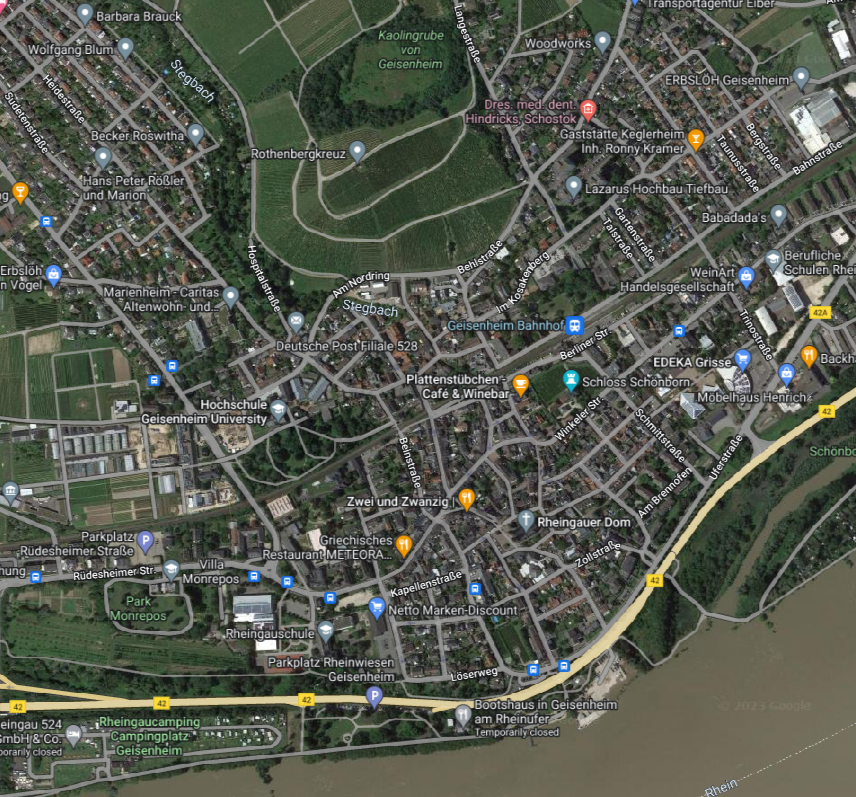 Barbara Brauck
Transportagentur Elber
Wolfgang Blum
Stegbach
Langestraße
Kaolingrube
von
Geisenheim
Woodworks
ERBSLÖH Geisenheim
Heidestraße
Sudetenstraße
Dres. med. dent.
Hindricks, Schostok
Gaststätte Keglerheim
Inh. Ronny Kramer
Taunusstraße
Bergstraße
Bahnstraße
Becker Roswitha
Rothenbergkreuz
Hans Peter Rößler
und Marion
Lazarus Hochbau Tiefbau
Gartenstraße
Talstraße
Babadada's
Erbslöh
n Vogel
Hospitalstraße
Am Nordring
Behlstraße
Im Kosakenberg
WeinArt
Handelsgesellschaft
Berufliche
Schulen Rhei
Marienheim - Caritas
Altenwohn- und...
Stegbach
Geisenheim Bahnhof
42A
Deutsche Post Filiale 528
Berliner Str.
Trinostraße
EDEKA Grisse
Backha
Plattenstübchen -
Café & Winebar
Schloss Schönborn
Möbelhaus Henrich
Hochschule
Geisenheim University
42
Winkeler Str.
Schmittstraße
Beinstraße
Uferstraße
Schönbo
Am Brennofen
Zwei und Zwanzig |
Rheingauer Dom
Parkplatz
Rüdesheimer Straße
Griechisches
Restaurant METEORA...
Zollstraße
Villa
Monrepos
Rüdesheimer Str.
Kapellenstraße
42
Park
Monrepos
Netto Marken-Discount
Rheingauschule
Parkplatz Rheinwiesen
Geisenheim
Löserweg
42
42
42
Bootshaus in Geisenheim
am Rheinufer
Temporarily closed
© 2023 Google
eingau 524
GmbH & Co.
porarily closed
Rheingaucamping
Campingplatz
Geisenheim
Rhein